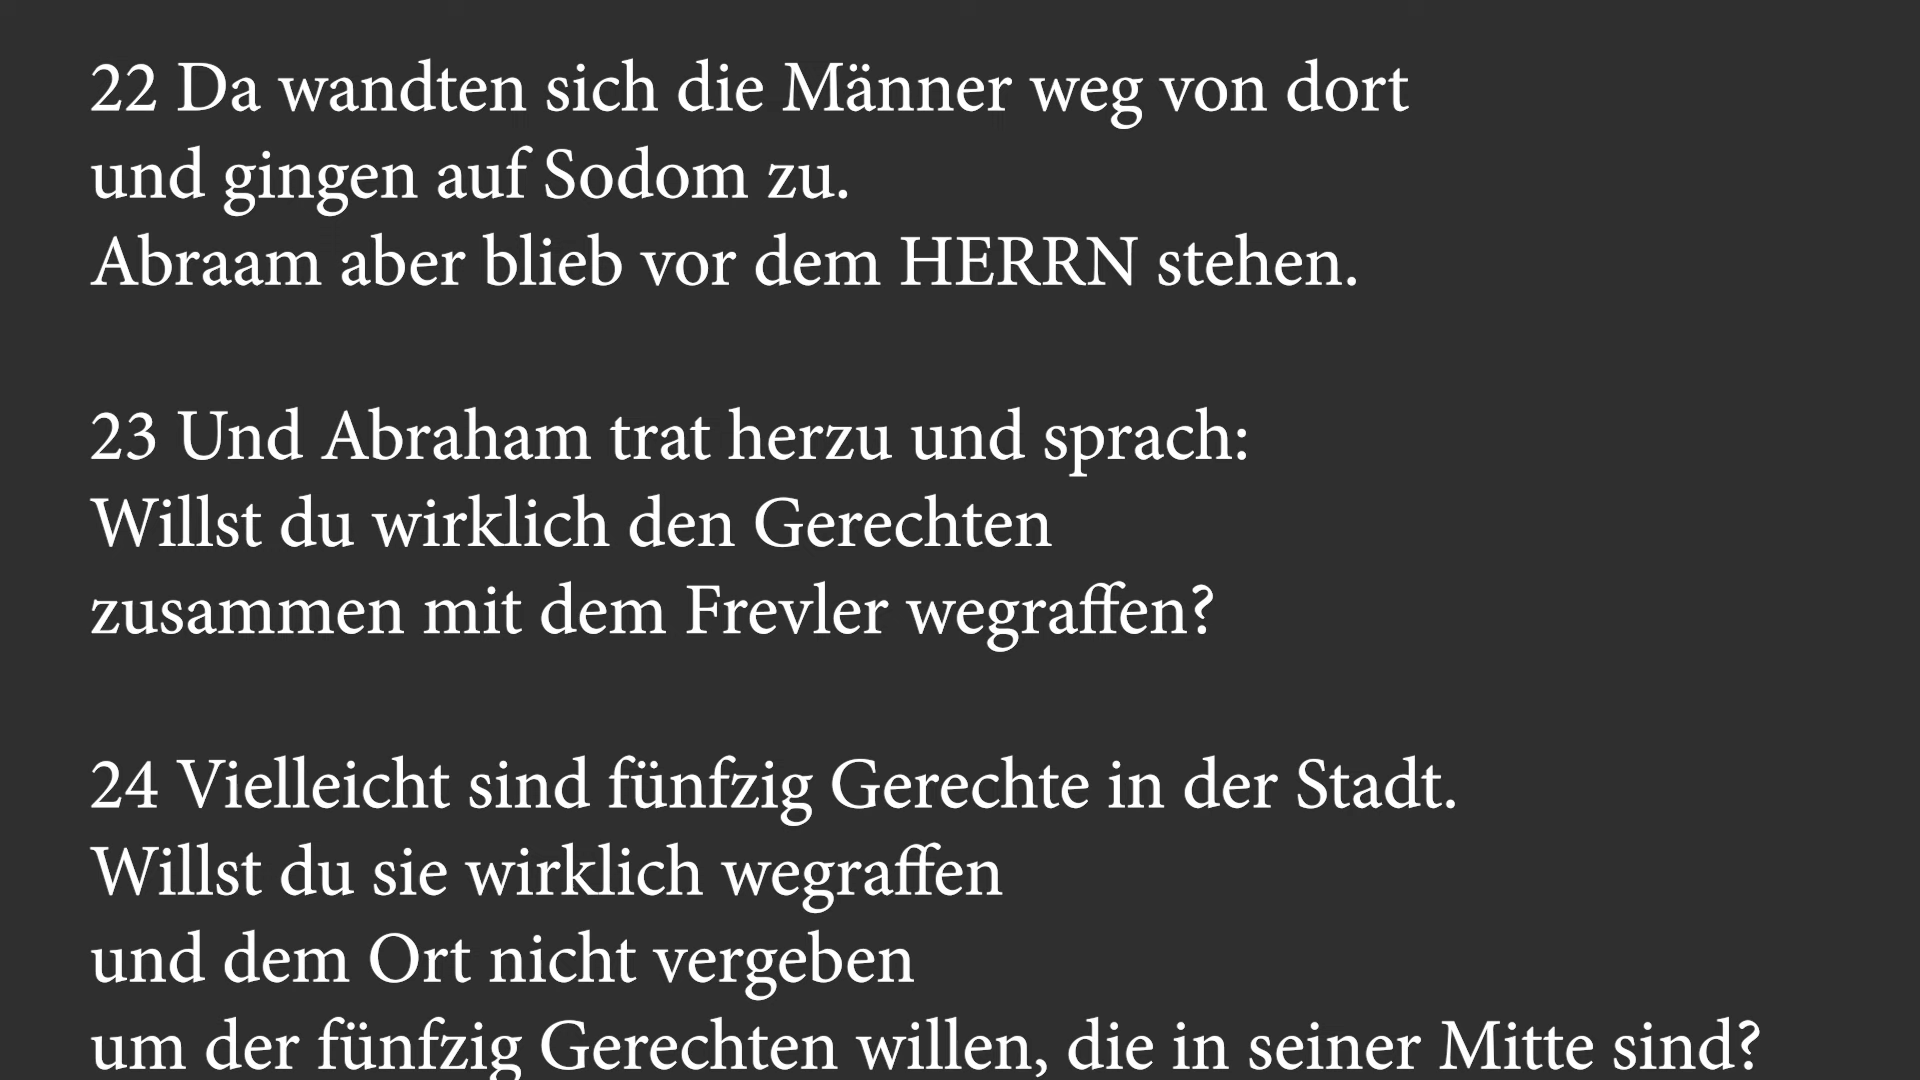 22 Da wandten sich die Männer weg von dort
und gingen auf Sodom zu.
Abraam aber blieb vor dem HERRN stehen.
23 Und Abraham trat herzu und sprach:
Willst du wirklich den Gerechten
zusammen mit dem Frevler wegraffen?
24 Vielleicht sind fünfzig Gerechte in der Stadt.
Willst du sie wirklich wegraffen
und dem Ort nicht vergeben
um der fünfzig Gerechten willen, die in seiner Mitte sind?